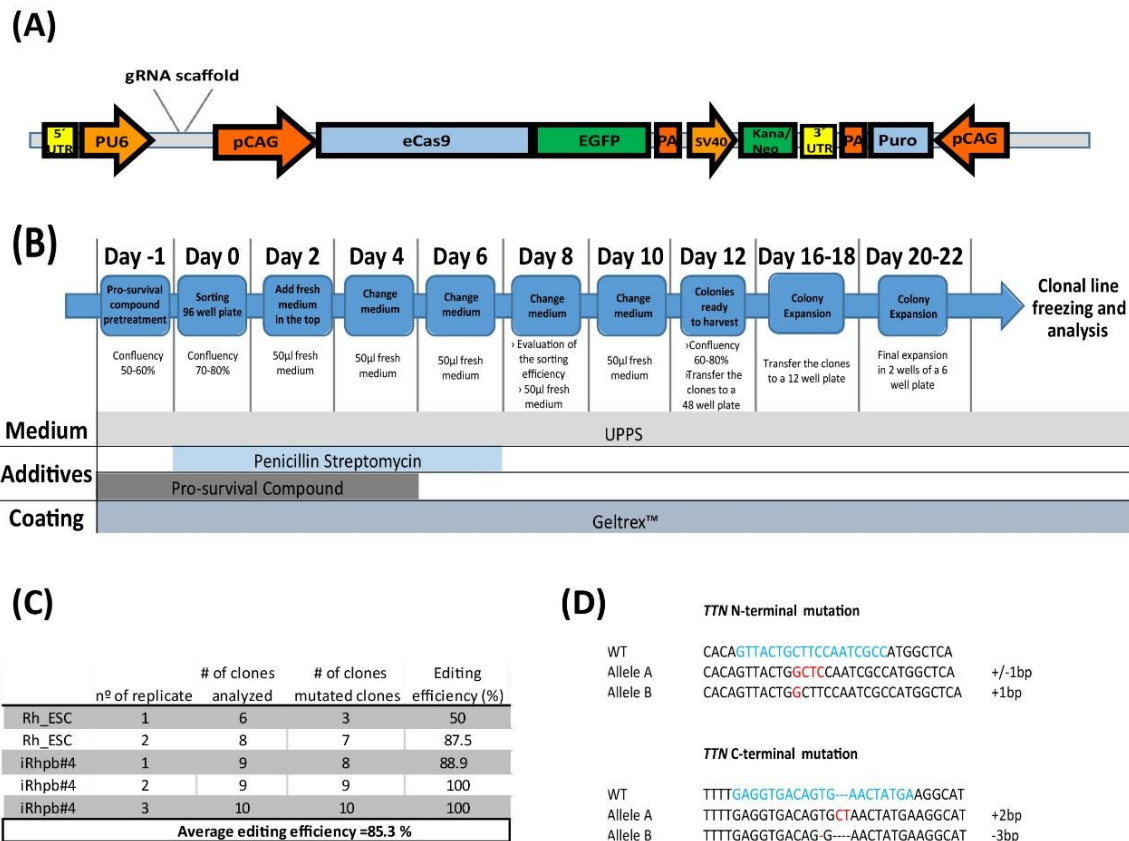 (A)
gRNA scaffold
5´ UTR PU6 pCAG eCas9 EGFP PA SV40 Kana/ Neo 3´ UTR PA Puro pCAG
(B)
Day -1 Day 0 Day 2 Day 4 Day 6 Day 8 Day 10 Day 12 Day 16-18 Day 20-22
Pro-survival compound pretreatment
Sorting 96 well plate
Add fresh medium in the top
Change medium
Change medium
Change medium
Change medium
Colonies ready to harvest
Colony Expansion
Colony Expansion
Clonal line freezing and analysis
Confluency 50-60%
Confluency 70-80%
50µl fresh medium
50µl fresh medium
50µl fresh medium
› Evaluation of the sorting efficiency
› 50µl fresh medium
50µl fresh medium
›Confluency 60-80%
›Transfer the clones to a 48 well plate
Transfer the clones to a 12 well plate
Final expansion in 2 wells of a 6 well plate
Medium UPPS
Additives Penicillin Streptomycin
Pro-survival Compound
Coating Geltrex™
(C)
nº of replicate # of clones analyzed # of clones mutated clones Editing efficiency (%)
Rh_ESC 1 6 3 50
Rh_ESC 2 8 7 87.5
iRhpb#4 1 9 8 88.9
iRhpb#4 2 9 9 100
iRhpb#4 3 10 10 100
Average editing efficiency =85.3 %
(D)
TTN N-terminal mutation
WT CACAGTTACTGCTTCCAATCGCCATGGCTCA
Allele A CACAGTTACTGGCTCCAATCGCCATGGCTCA +/-1bp
Allele B CACAGTTACTGGCTTCCAATCGCCATGGCTCA +1bp
TTN C-terminal mutation
WT TTTTGAGGTGACAGTG---AACTATGAAGGCAT
Allele A TTTTGAGGTGACAGTGCTAACTATGAAGGCAT +2bp
Allele B TTTTGAGGTGACAG-G----AACTATGAAGGCAT -3bp